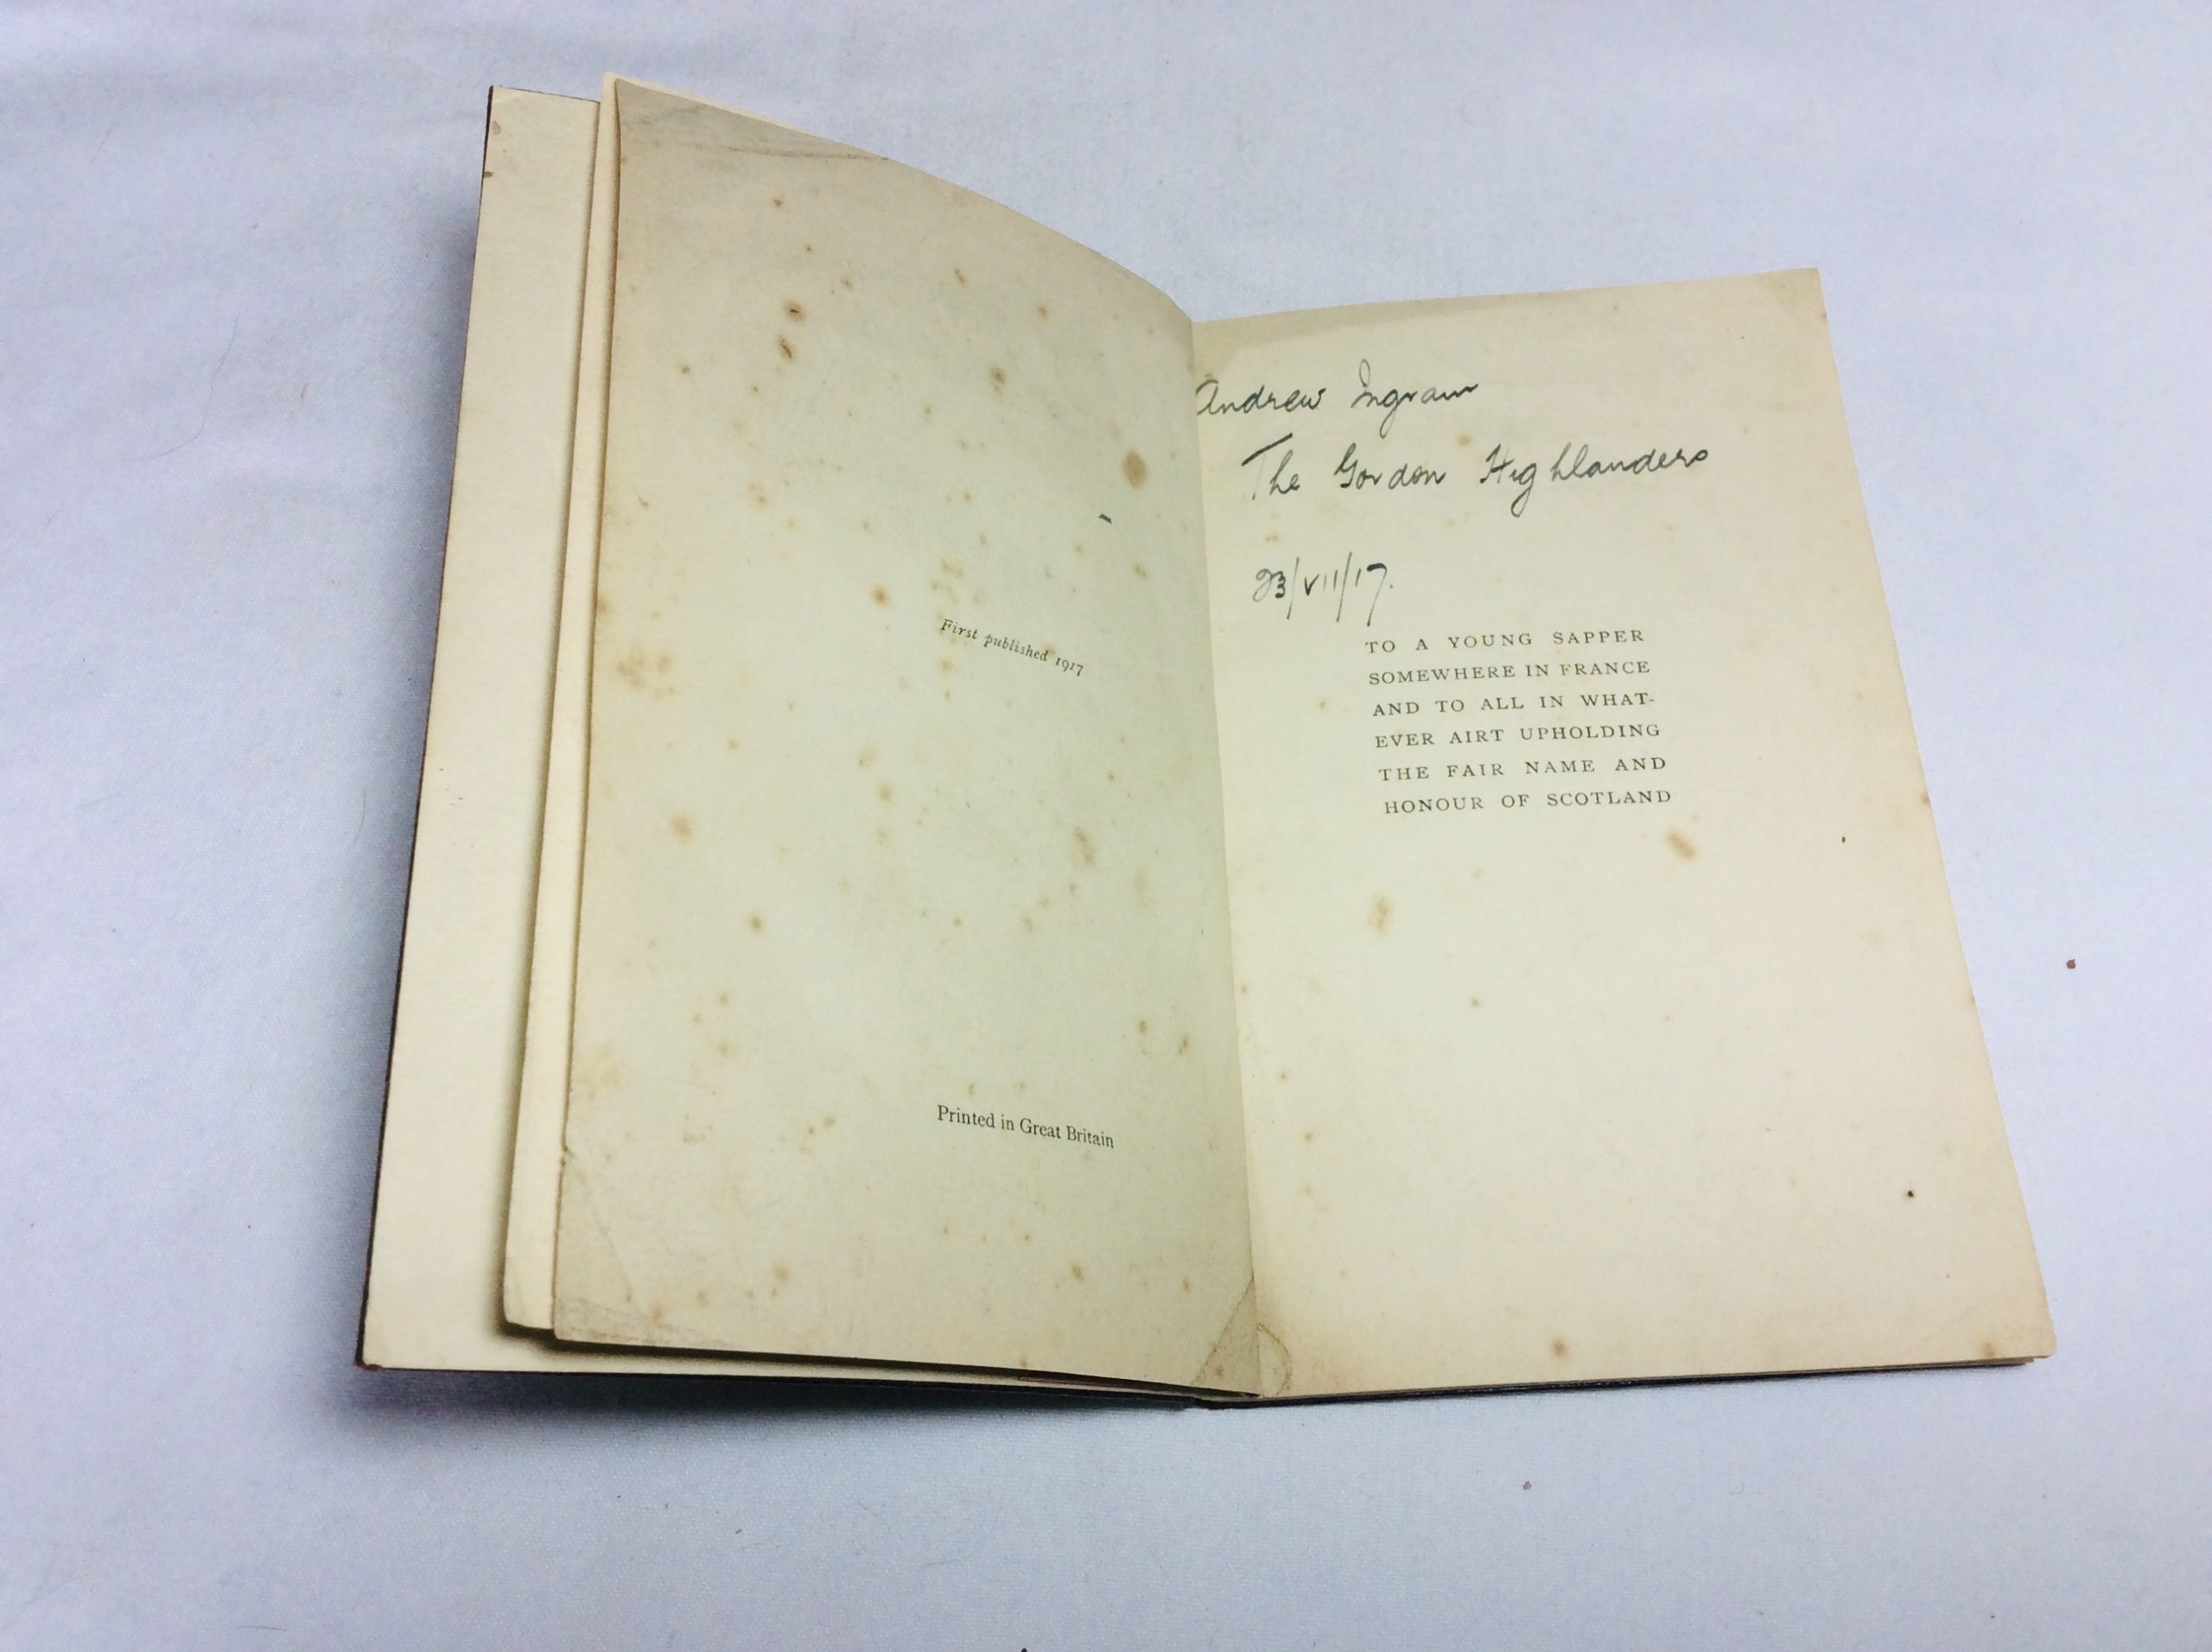 First published 1917
Printed in Great Britain
Andrew Ingram
The Gordon Highlanders
23/VII/17.
TO A YOUNG SAPPER
SOMEWHERE IN FRANCE
AND TO ALL IN WHAT-
EVER AIRT UPHOLDING
THE FAIR NAME AND
HONOUR OF SCOTLAND